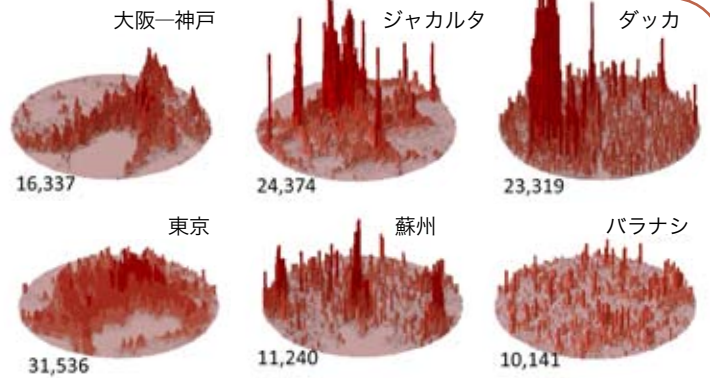 大阪―神戸
16,337
ジャカルタ
24,374
ダッカ
23,319
東京
31,536
蘇州
11,240
バラナシ
10,141